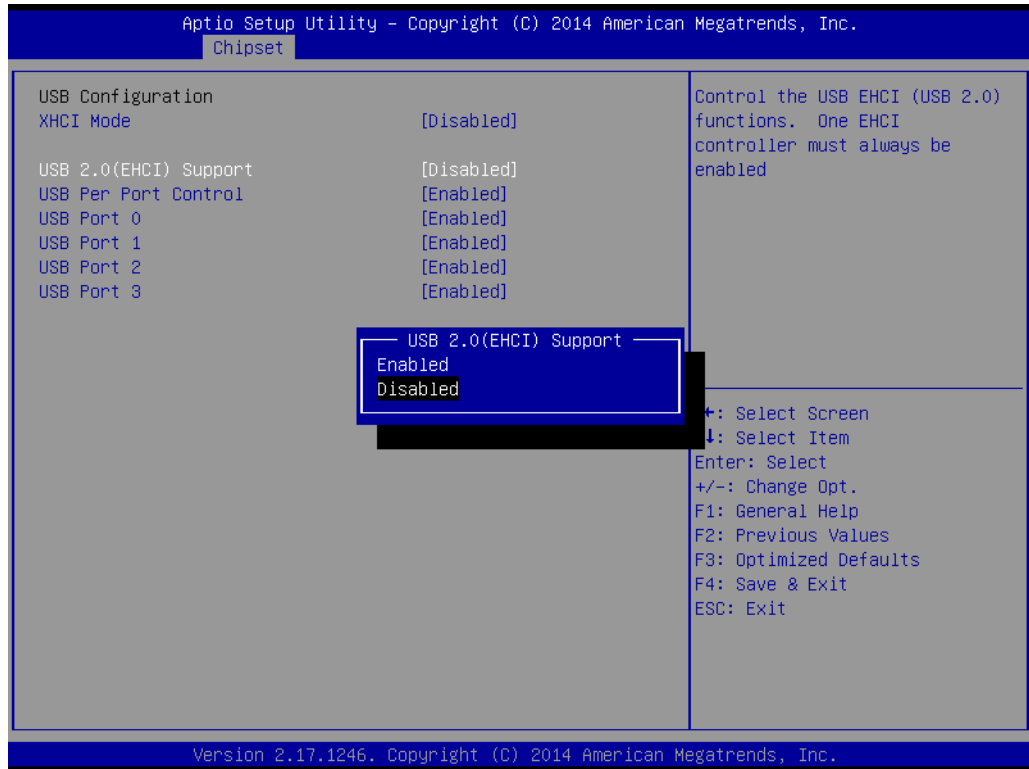 Aptio Setup Utility – Copyright (C) 2014 American Megatrends, Inc.
Chipset
USB Configuration
XHCI Mode [Disabled]
USB 2.0(EHCI) Support [Disabled]
USB Per Port Control [Enabled]
USB Port 0 [Enabled]
USB Port 1 [Enabled]
USB Port 2 [Enabled]
USB Port 3 [Enabled]
USB 2.0(EHCI) Support
Enabled
Disabled
Control the USB EHCI (USB 2.0)
functions. One EHCI
controller must always be
enabled
: Select Screen
: Select Item
Enter: Select
+/-: Change Opt.
F1: General Help
F2: Previous Values
F3: Optimized Defaults
F4: Save & Exit
ESC: Exit
Version 2.17.1246. Copyright (C) 2014 American Megatrends, Inc.